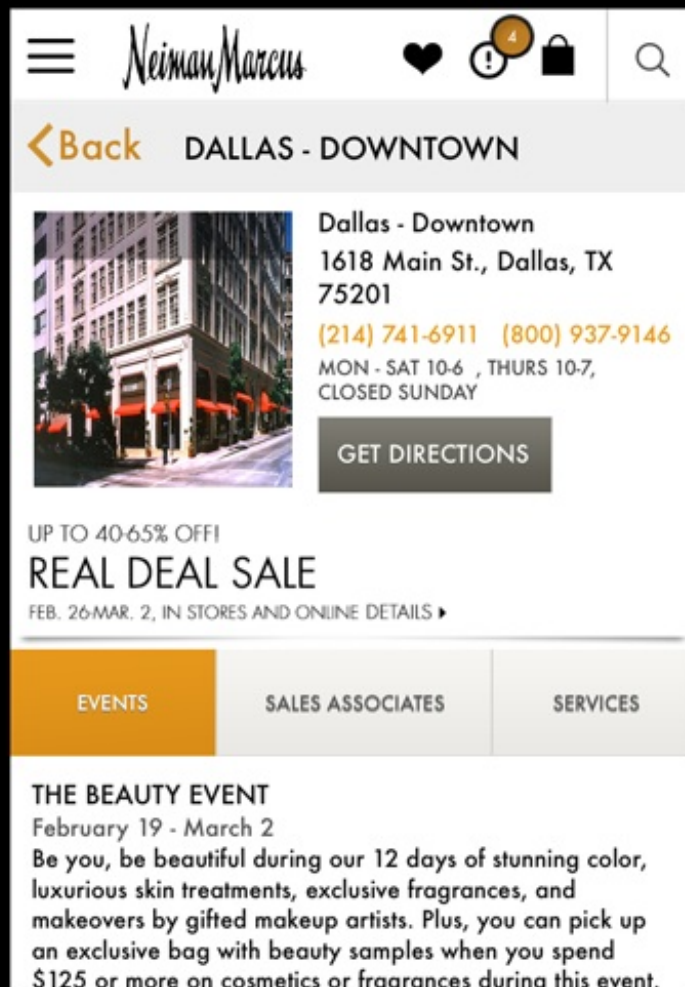 Neiman Marcus
4
Back DALLAS - DOWNTOWN
Dallas - Downtown
1618 Main St., Dallas, TX
75201
(214) 741-6911 (800) 937-9146
MON - SAT 10-6 , THURS 10-7,
CLOSED SUNDAY
GET DIRECTIONS
UP TO 40-65% OFF!
REAL DEAL SALE
FEB. 26-MAR. 2, IN STORES AND ONLINE DETAILS
EVENTS SALES ASSOCIATES SERVICES
THE BEAUTY EVENT
February 19 - March 2
Be you, be beautiful during our 12 days of stunning color,
luxurious skin treatments, exclusive fragrances, and
makeovers by gifted makeup artists. Plus, you can pick up
an exclusive bag with beauty samples when you spend
$125 or more on cosmetics or fragrances during this event.